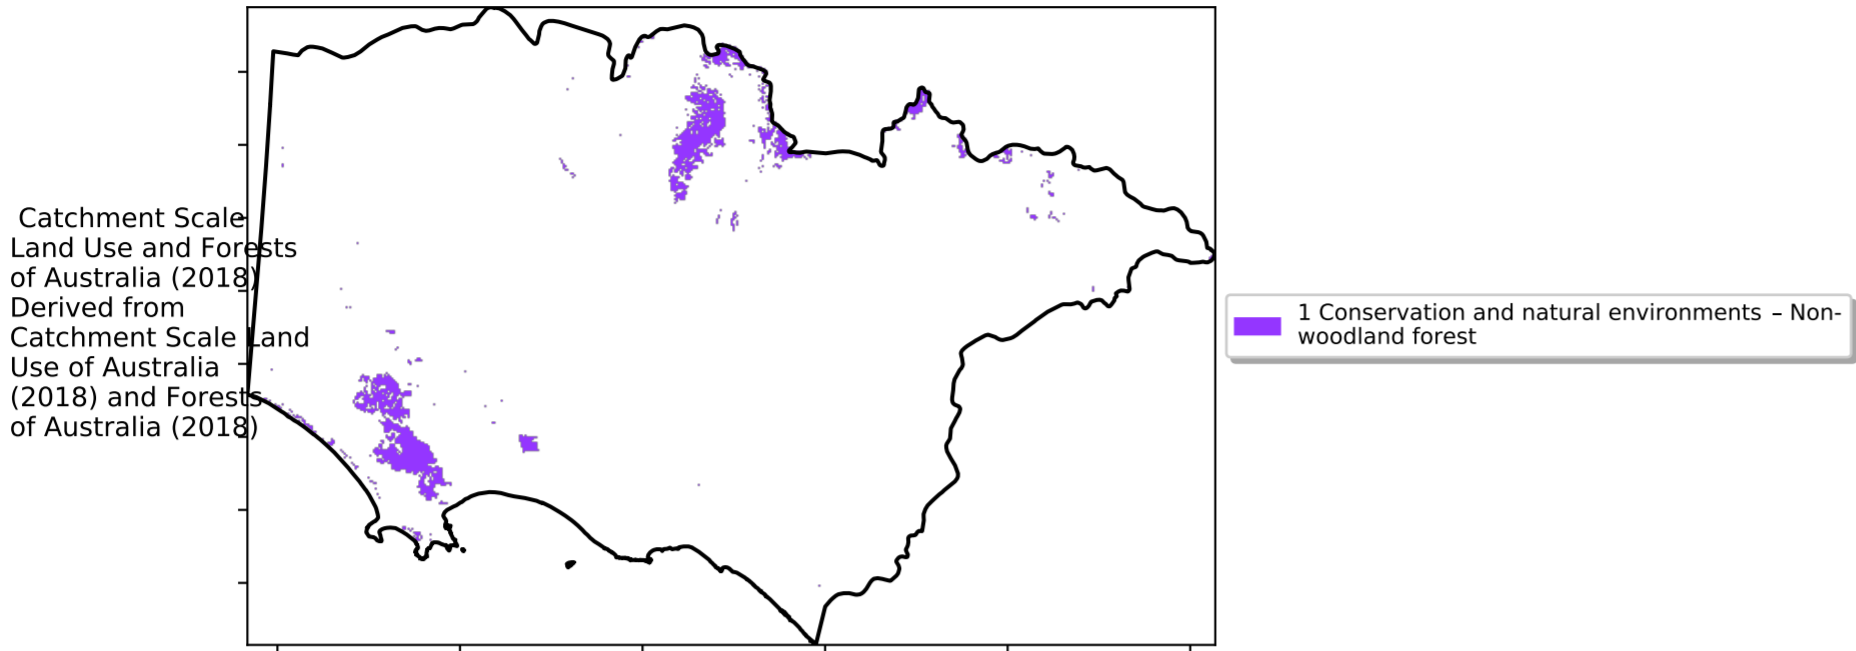 Catchment Scale
Land Use and Forests
of Australia (2018)
Derived from
Catchment Scale Land
Use of Australia
(2018) and Forests
of Australia (2018)
1 Conservation and natural environments – Non-
woodland forest